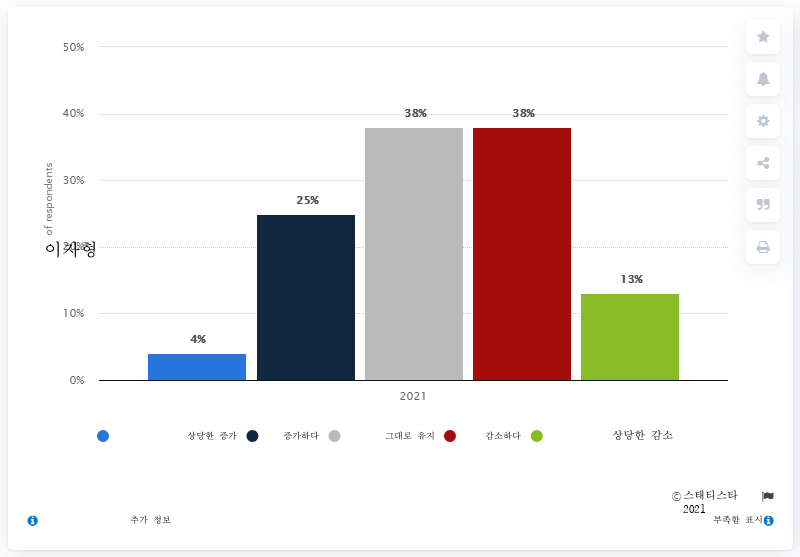 50%
40%
30%
20%
10%
0%
of respondents
이자형
4%
25%
38%
38%
13%
2021
상당한 증가 증가하다 그대로 유지 감소하다 상당한 감소
© 스태티스타
2021
추가 정보 부족함 표시